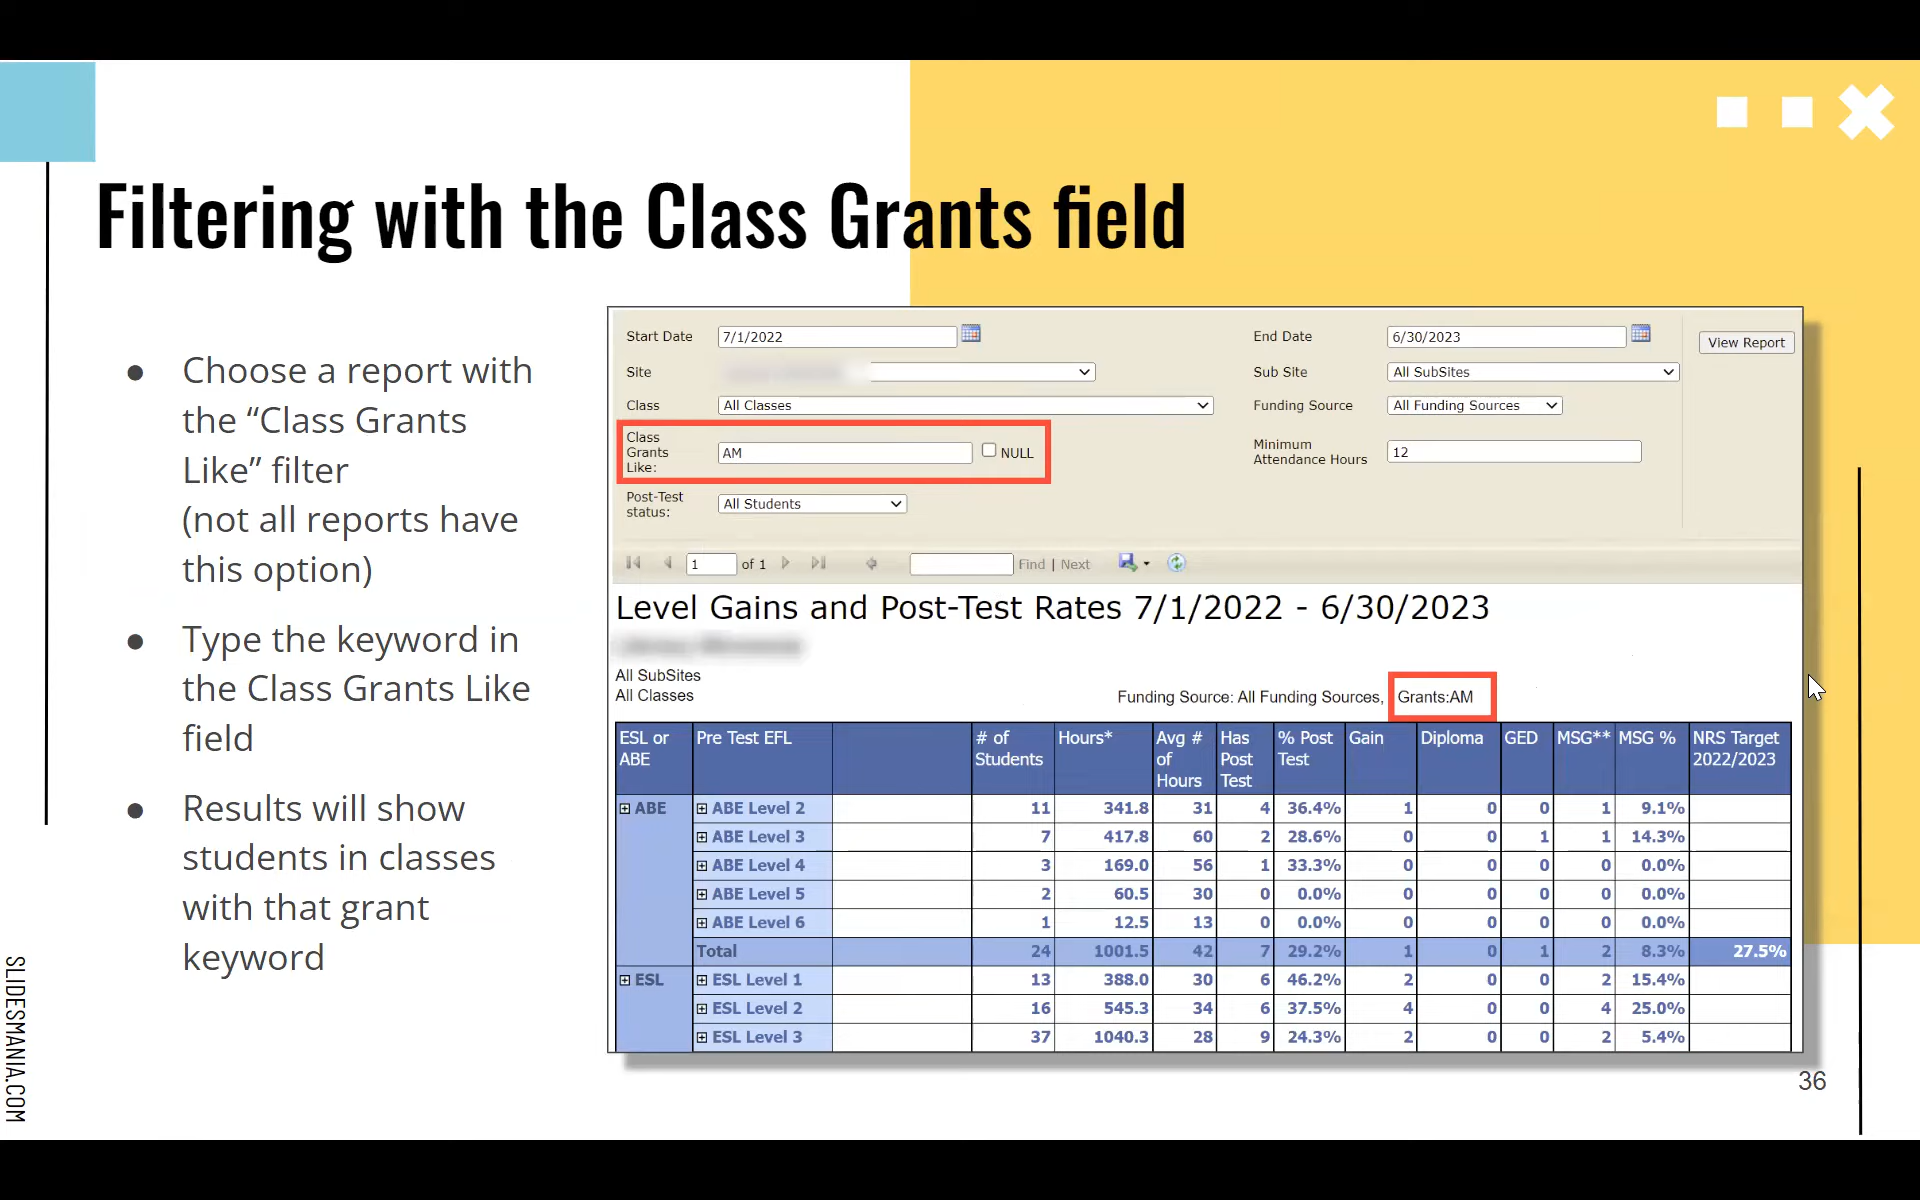 Filtering with the Class Grants field
● Choose a report with
the “Class Grants
Like” filter
(not all reports have
this option)
● Type the keyword in
the Class Grants Like
field
● Results will show
students in classes
with that grant
keyword
Start Date 7/1/2022 End Date 6/30/2023 View Report
Site Sub Site All SubSites
Class All Classes Funding Source All Funding Sources
Class
Grants
Like: AM NULL Minimum
Attendance Hours 12
Post-Test
status: All Students
1 of 1 Find | Next
Level Gains and Post-Test Rates 7/1/2022 - 6/30/2023
All SubSites
All Classes
Funding Source: All Funding Sources, Grants:AM
ESL or
ABE
Pre Test EFL
# of
Students
Hours*
Avg #
of
Hours
Has
Post
Test
% Post
Test
Gain
Diploma
GED
MSG**
MSG %
NRS Target
2022/2023
ABE ABE Level 2 11 341.8 31 4 36.4% 1 0 0 1 9.1%
ABE Level 3 7 417.8 60 2 28.6% 0 0 1 1 14.3%
ABE Level 4 3 169.0 56 1 33.3% 0 0 0 0 0.0%
ABE Level 5 2 60.5 30 0 0.0% 0 0 0 0 0.0%
ABE Level 6 1 12.5 13 0 0.0% 0 0 0 0 0.0%
Total 24 1001.5 42 7 29.2% 1 0 1 2 8.3% 27.5%
ESL ESL Level 1 13 388.0 30 6 46.2% 2 0 0 2 15.4%
ESL Level 2 16 545.3 34 6 37.5% 4 0 0 4 25.0%
ESL Level 3 37 1040.3 28 9 24.3% 2 0 0 2 5.4%
36
SLIDESMANIA.COM